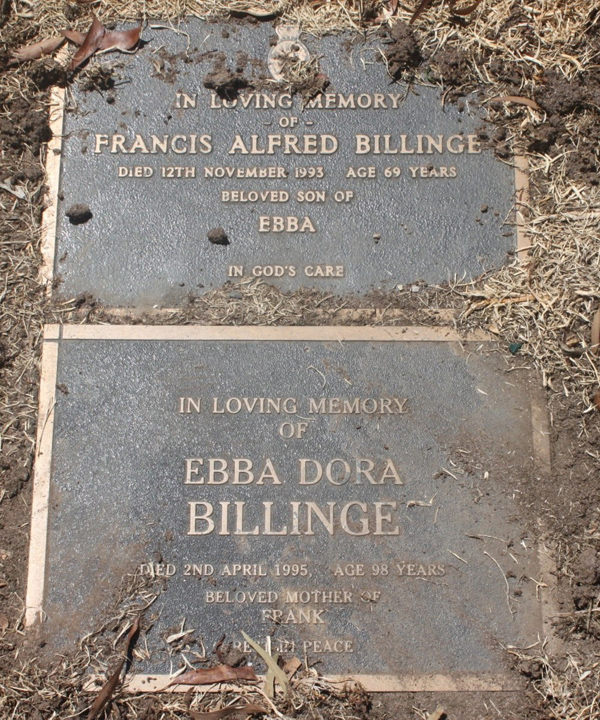 IN LOVING MEMORY
- OF -
FRANCIS ALFRED BILLINGE
DIED 12TH NOVEMBER 1993 AGE 69 YEARS
BELOVED SON OF
EBBA
IN GOD'S CARE
IN LOVING MEMORY
OF
EBBA DORA
BILLINGE
DIED 2ND APRIL 1995, AGE 98 YEARS
BELOVED MOTHER OF
FRANK
REST IN PEACE